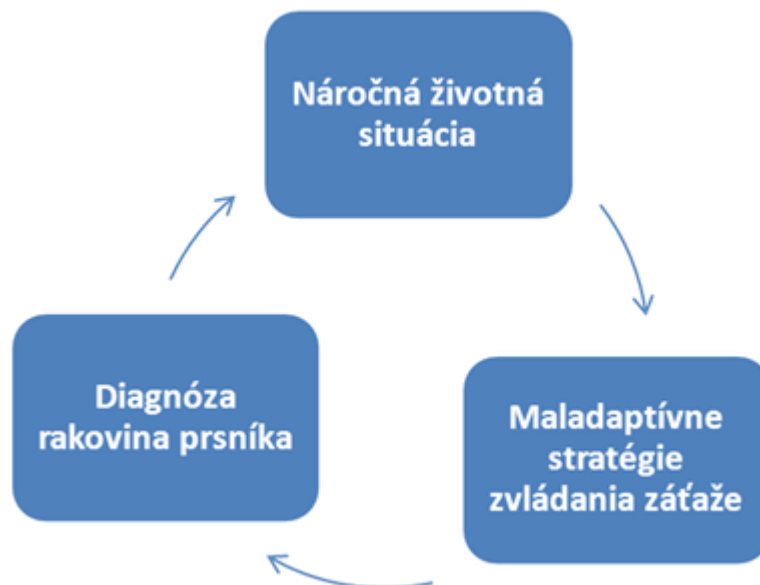 Náročná životná
situácia
Maladaptívne
stratégie
zvládania záťaže
Diagnóza
rakovina prsníka